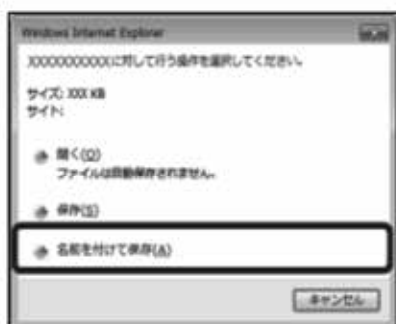 Windows Internet Explorer
XXXXXXXXXXに対して行う操作を選択してください。
サイズ: XXX KB
サイト:
開く(O)
ファイルは自動保存されません。
保存(S)
名前を付けて保存(A)
キャンセル